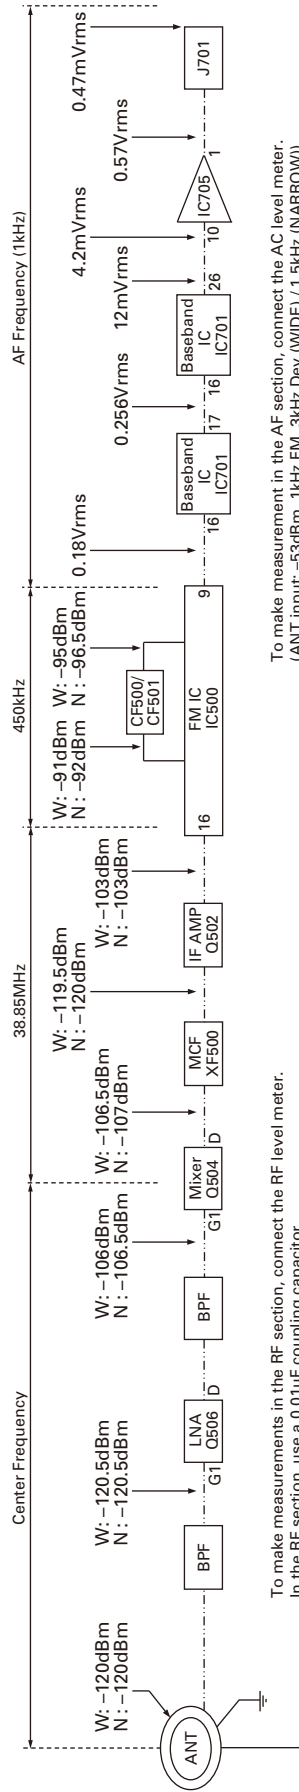 Center Frequency
38.85MHz
450kHz
AF Frequency (1kHz)
W: –120dBm
N : –120dBm
W: –120.5dBm
N : –120.5dBm
W: –106dBm
N : –106.5dBm
W: –106.5dBm
N : –107dBm
W: –119.5dBm
N : –120dBm
W: –103dBm
N : –103dBm
W: –91dBm
N : –92dBm
W: –95dBm
N : –96.5dBm
0.18Vrms
0.256Vrms
12mVrms
4.2mVrms
0.57Vrms
0.47mVrms
ANT
BPF
G1
LNA
Q506
D
BPF
G1
Mixer
Q504
D
MCF
XF500
IF AMP
Q502
16
FM IC
IC500
9
CF500/
CF501
16
Baseband
IC
IC701
17
16
Baseband
IC
IC701
26
10
IC705
1
J701
To make measurements in the RF section, connect the RF level meter.
In the RF section, use a 0.01uF coupling capacitor.
To make measurement in the AF section, connect the AC level meter.
(ANT input: –53dBm, 1kHz FM, 3kHz Dev (WIDE) / 1.5kHz (NARROW))